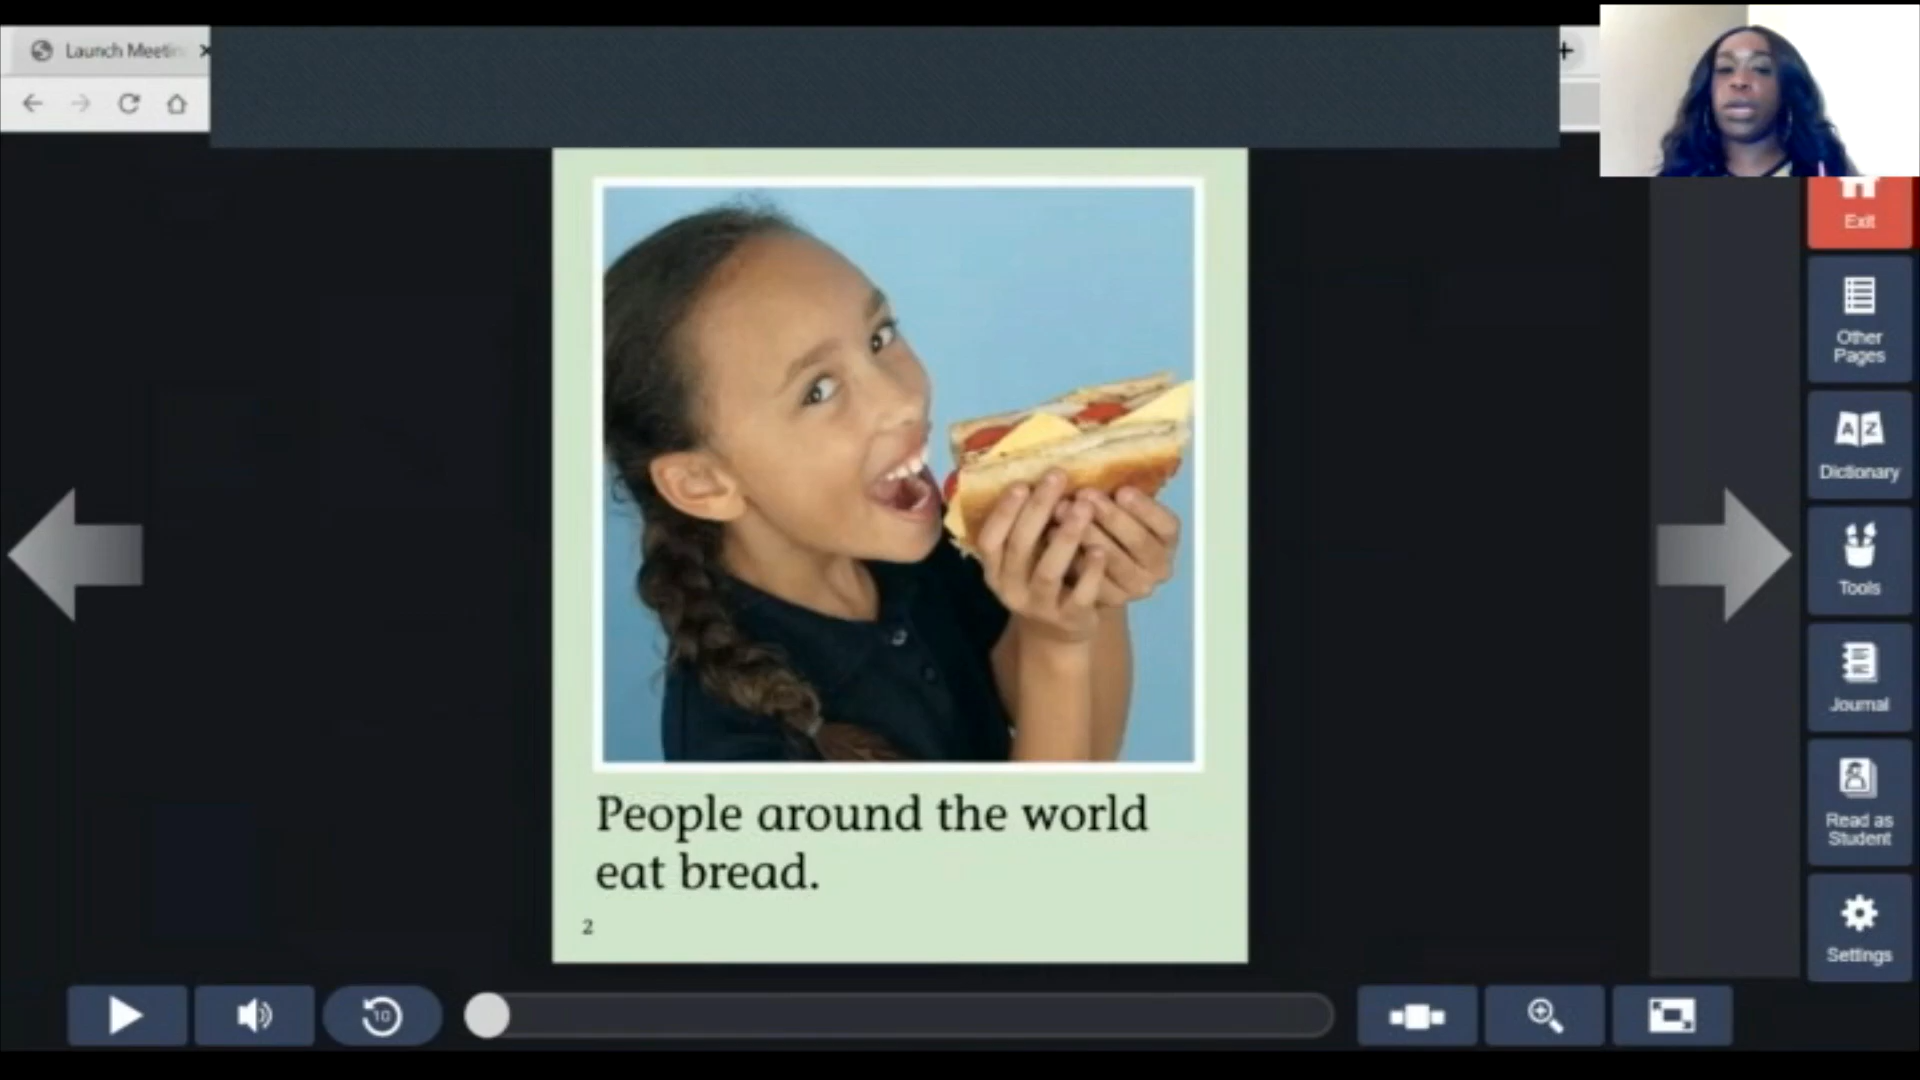 Launch Meetin
Exit
Other
Pages
A Z
Dictionary
Tools
Journal
Read as
Student
Settings
People around the world
eat bread.
2
10